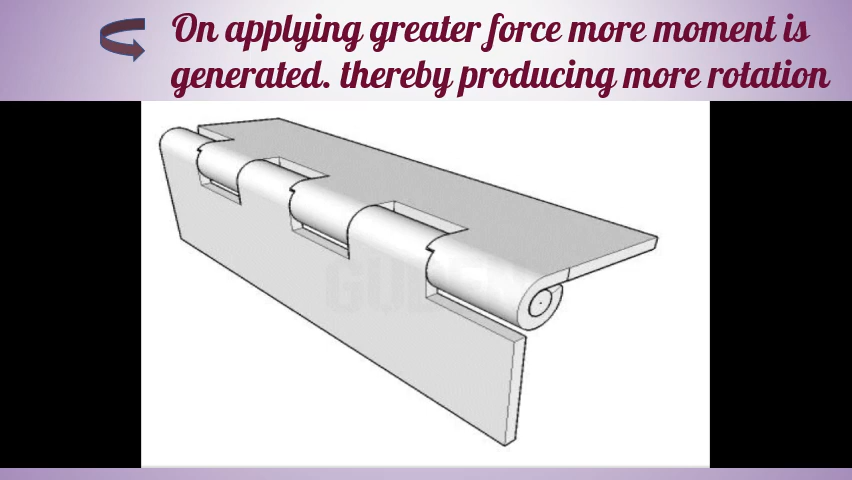 On applying greater force more moment is
generated. thereby producing more rotation